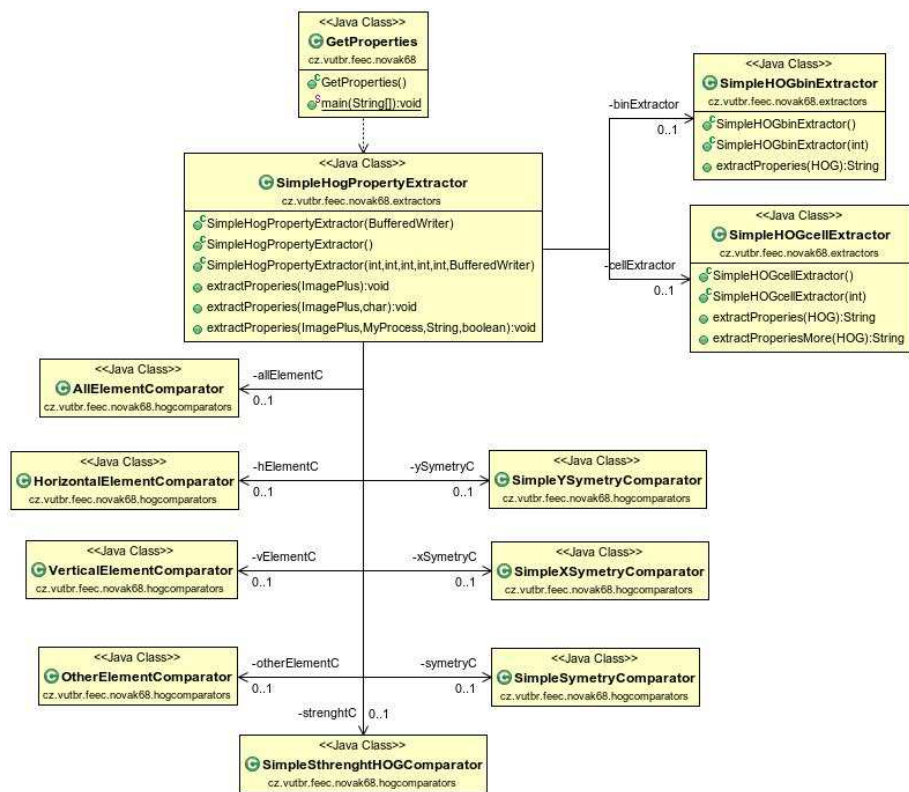 <<Java Class>>
GetProperties
cz.vutbr.feec.novak68
GetProperties()
main(String[]):void
<<Java Class>>
SimpleHOGbinExtractor
cz.vutbr.feec.novak68.extractors
SimpleHOGbinExtractor()
SimpleHOGbinExtractor(int)
extractProperies(HOG):String
-binExtractor
0..1
<<Java Class>>
SimpleHogPropertyExtractor
cz.vutbr.feec.novak68.extractors
SimpleHogPropertyExtractor(BufferedWriter)
SimpleHogPropertyExtractor()
SimpleHogPropertyExtractor(int,int,int,int,int,BufferedWriter)
extractProperies(ImagePlus):void
extractProperies(ImagePlus,char):void
extractProperies(ImagePlus,MyProcess,String,boolean):void
<<Java Class>>
SimpleHOGcellExtractor
cz.vutbr.feec.novak68.extractors
SimpleHOGcellExtractor()
SimpleHOGcellExtractor(int)
extractProperies(HOG):String
extractProperiesMore(HOG):String
-cellExtractor
0..1
<<Java Class>>
AllElementComparator
cz.vutbr.feec.novak68.hogcomparators
-allElementC
0..1
<<Java Class>>
HorizontalElementComparator
cz.vutbr.feec.novak68.hogcomparators
-hElementC
0..1
-ySymetryC
0..1
<<Java Class>>
SimpleYSymetryComparator
cz.vutbr.feec.novak68.hogcomparators
<<Java Class>>
VerticalElementComparator
cz.vutbr.feec.novak68.hogcomparators
-vElementC
0..1
-xSymetryC
0..1
<<Java Class>>
SimpleXSymetryComparator
cz.vutbr.feec.novak68.hogcomparators
<<Java Class>>
OtherElementComparator
cz.vutbr.feec.novak68.hogcomparators
-otherElementC
0..1
-symetryC
0..1
<<Java Class>>
SimpleSymetryComparator
cz.vutbr.feec.novak68.hogcomparators
-strenghtC
0..1
<<Java Class>>
SimpleSthrenghtHOGComparator
cz.vutbr.feec.novak68.hogcomparators